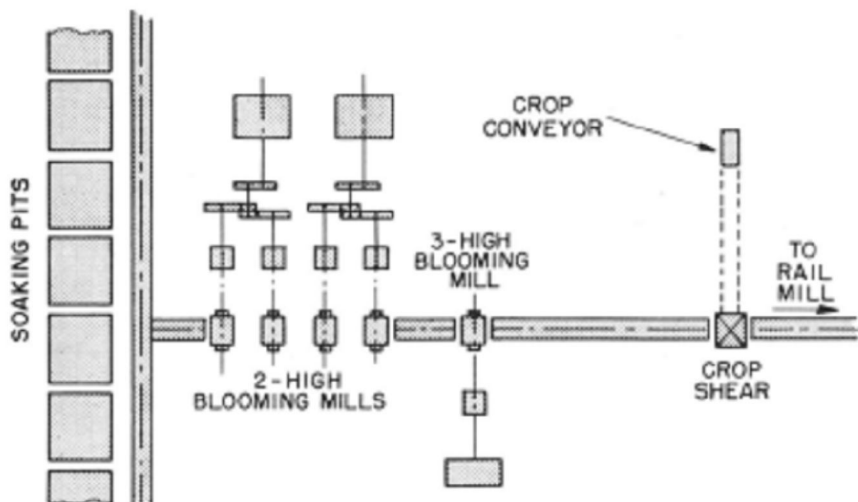 SOAKING PITS
CROP
CONVEYOR
3-HIGH
BLOOMING
MILL
TO
RAIL
MILL
2-HIGH
BLOOMING MILLS
CROP
SHEAR